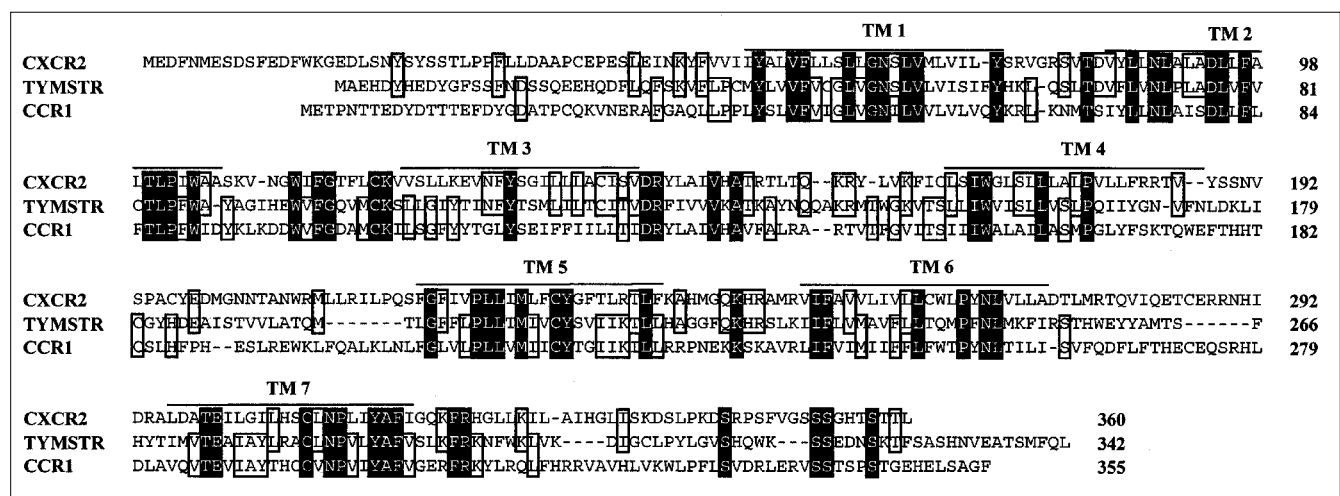 TM 1 TM 2
CXCR2 MEDFNMESDSFEDFWKGEDLSNYSYSSTLPPFLLDAAPCEPESLEINKYFVVIIYALVFLLSLLGNSLVMLVILYSRVGRSVTDVYLLNLALADLLFA 98
TYMSTR MAEHDYHEDYGFSSFNDSSQEEHQDFLQFSKVFLPCMYLVVFVCGLVGNSLVLVISIFYHKL-QSLTDVFLVNLPLADLVFV 81
CCR1 METPNTTEDYDTTTEFDYGDATPCQKVNERAFGAQLLPPLYSLVFVIGLVGNILVVLVLVQYKRL-KNMTSIYLLNLAISDLLFL 84
TM 3 TM 4
CXCR2 LTLPIWAASKV-NGWIFGTFLCKVVSLLKEVNFYSGILLLACISVDRYLAIVHATRTLTQ-KRY-LVKFICLSIWGLSLLLALPVLLFRRTV--YSSNV 192
TYMSTR CTLPFWA-YAGIHEWVFGQVMCKSLLGIYTINFYTSMLILTCITVDRFIVVVKATKAYNQQAKRMTWGKVTSLLIWVISLLVSLPQIIYGN-VFNLDKLI 179
CCR1 FTLPFWIDYKLKDDWVFGDAMCKILSGFYYTGLYSEIFFIILLTIDRYLAIVHAVFALRA--RTVTFGVITSIIIWALAILASMPGLYFSKTQWEFTHHT 182
TM 5 TM 6
CXCR2 SPACYEDMGNNTANWRMLLRILPQSFGFIVPLLIMLFCYGFTLRTLFKAHMGQKHRAMRVIFAVVLIVLLCWLPYNLVLLADTLMRTQVIQETCERRNHI 292
TYMSTR CGYHDEAISTVVLATQM-------TLGFFLPLLTMIVCYSVIIKTLLHAGGFQKHRSLKIIFLVMAVFLLTQMPFNLMKFIRSTHWEYYAMTS------F 266
CCR1 CSLHFPH--ESLREWKLFQALKLNLFGLVLPLLVMIICYTGIIKILLRRPNEKKSKAVRLIFVIMIIFFLFWTPYNLTILI-SVFQDFLFTHECEQSRHL 279
TM 7
CXCR2 DRALDATEILGILHSCLNPLIYAFIGQKFRHGLLKIL-AIHGLISKDSLPKDSRPSFVGSSSGHTSTTL 360
TYMSTR HYTIMVTEAIAYLRACLNPVLYAFVSLKFRKNFWKLVK----DIGCLPYLGVSHQWK---SSEDNSKTFSASHNVEATSMFQL 342
CCR1 DLAVQVTEVIAYTHCCVNPVIYAFVGERFRKYLRQLFHRRVAVHLVKWLPFLSVDRLERVSSTSPSTGEHELSAGF 355